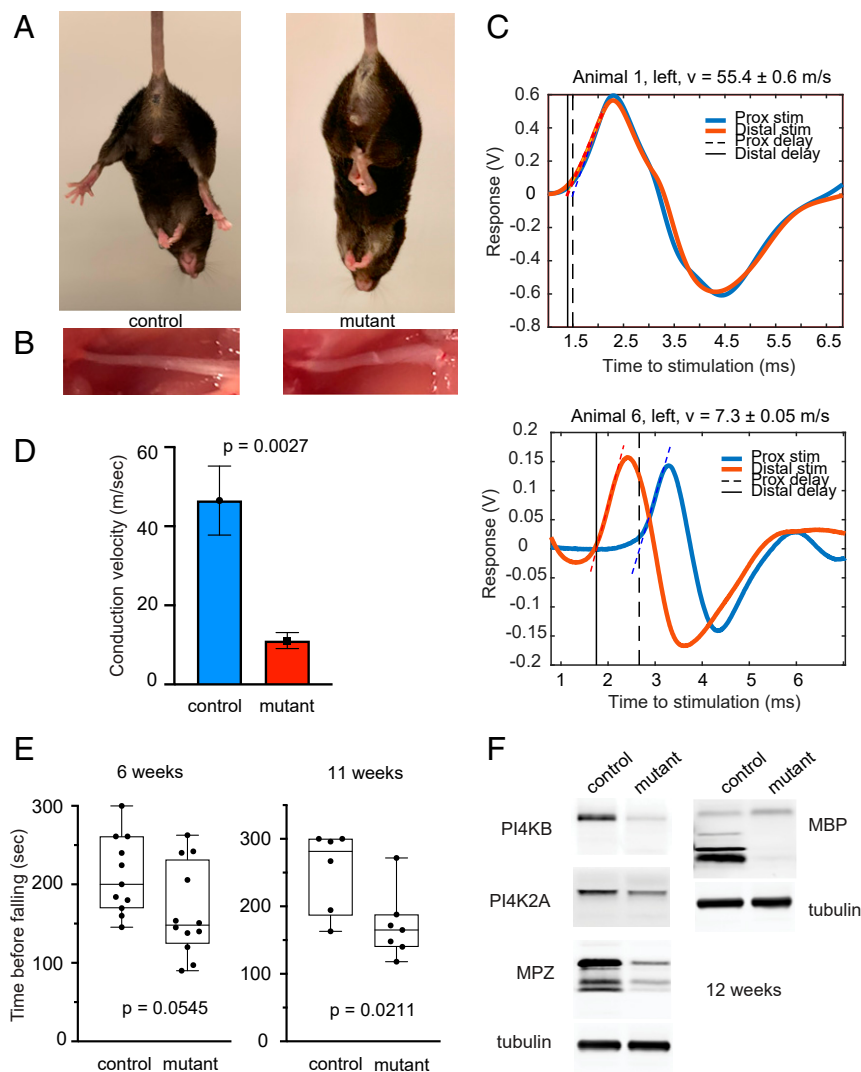 A
control
mutant
B
C
Animal 1, left, v = 55.4 ± 0.6 m/s
Response (V)
0.6
0.4
0.2
0
-0.2
-0.4
-0.6
-0.8
Prox stim
Distal stim
Prox delay
Distal delay
1.5 2.5 3.5 4.5 5.5 6.5
Time to stimulation (ms)
Animal 6, left, v = 7.3 ± 0.05 m/s
Response (V)
0.2
0.15
0.1
0.05
0
-0.05
-0.1
-0.15
-0.2
Prox stim
Distal stim
Prox delay
Distal delay
1 2 3 4 5 6
Time to stimulation (ms)
D
p = 0.0027
Conduction velocity (m/sec)
60
40
20
0
control mutant
E
6 weeks
Time before falling (sec)
300
200
100
0
p = 0.0545
control mutant
11 weeks
300
200
100
0
p = 0.0211
control mutant
F
control mutant
PI4KB
PI4K2A
MPZ
tubulin
control mutant
MBP
tubulin
12 weeks